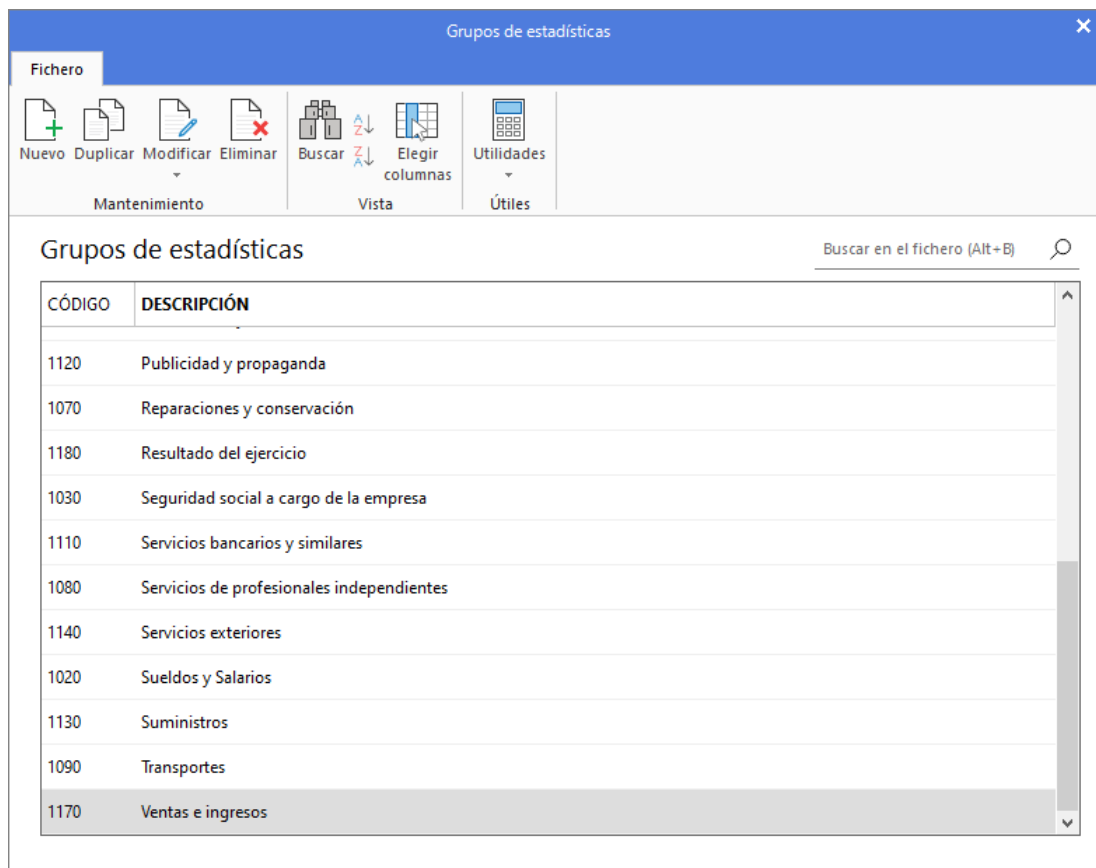 Grupos de estadísticas
Fichero
Nuevo Duplicar Modificar Eliminar Buscar Elegir columnas Utilidades
Mantenimiento Vista Útiles
Grupos de estadísticas Buscar en el fichero (Alt+B)
CÓDIGO DESCRIPCIÓN
1120 Publicidad y propaganda
1070 Reparaciones y conservación
1180 Resultado del ejercicio
1030 Seguridad social a cargo de la empresa
1110 Servicios bancarios y similares
1080 Servicios de profesionales independientes
1140 Servicios exteriores
1020 Sueldos y Salarios
1130 Suministros
1090 Transportes
1170 Ventas e ingresos